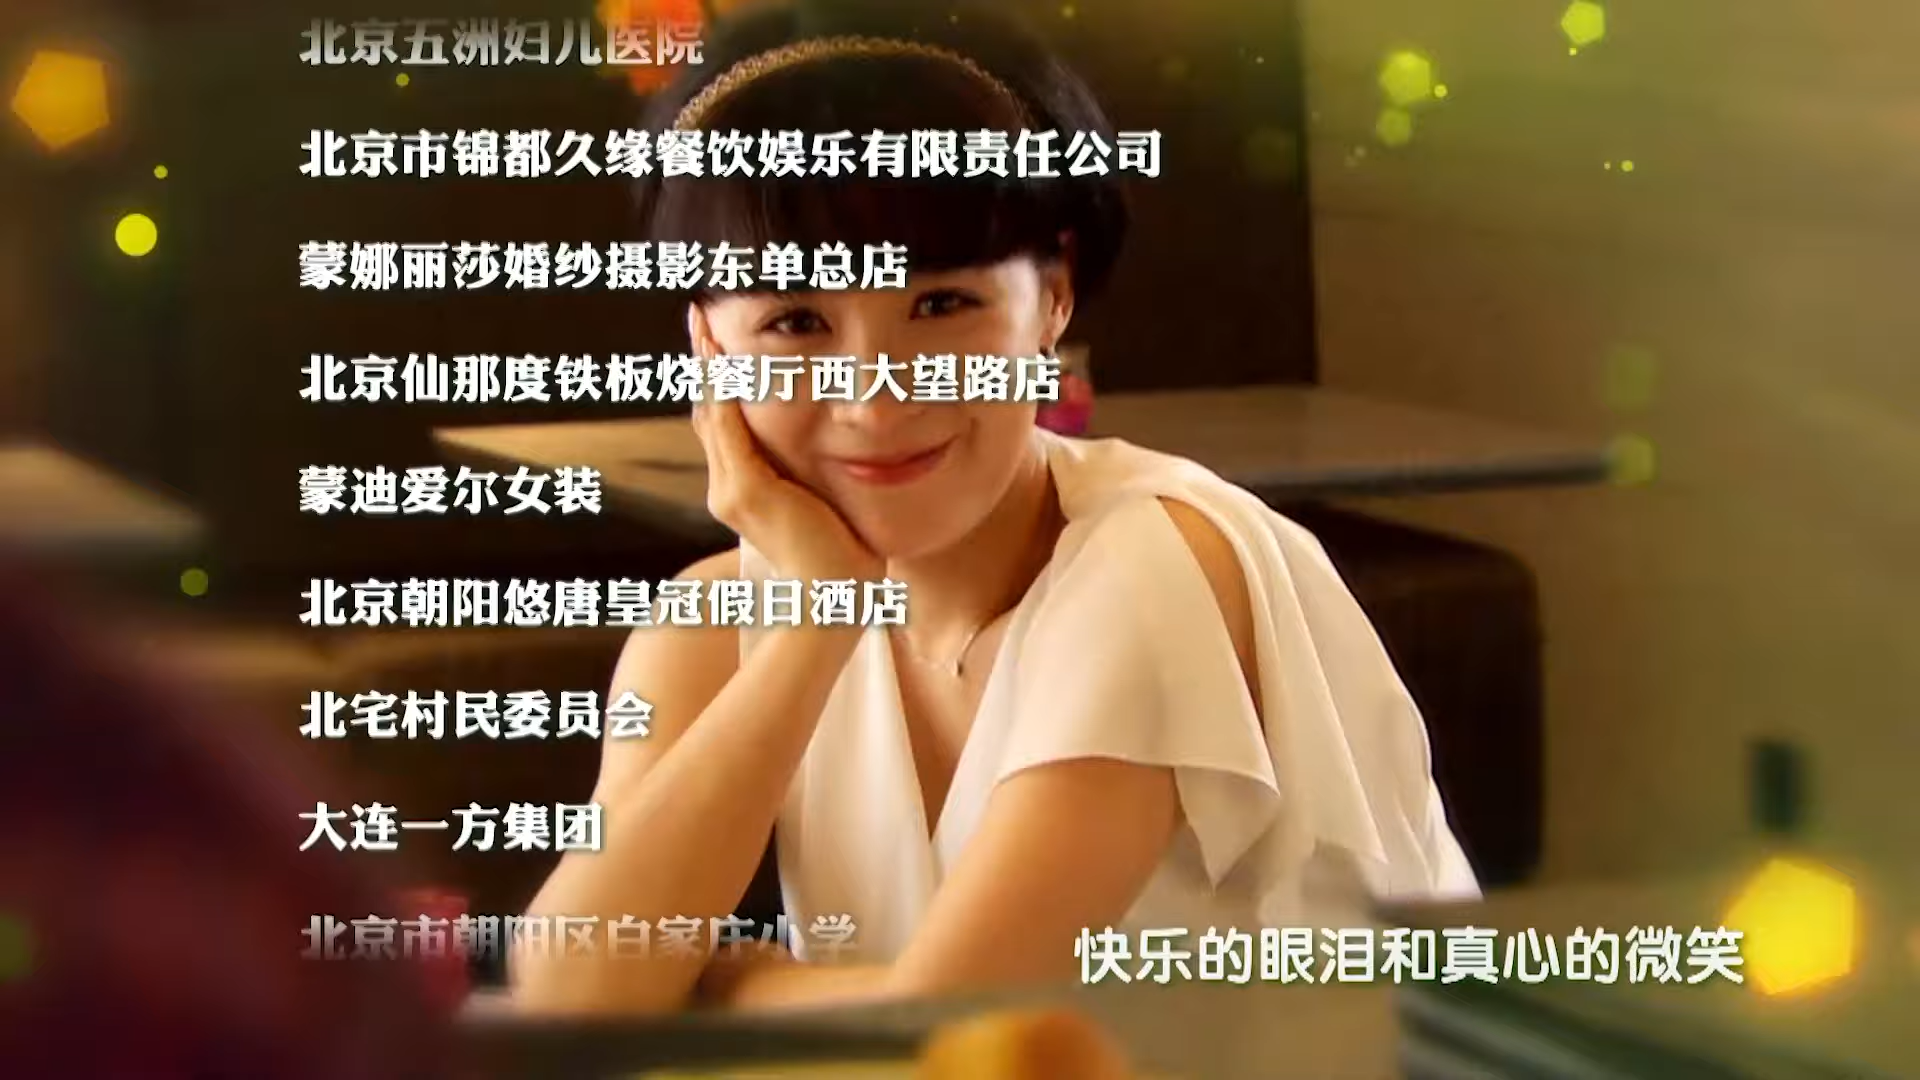 北京五洲妇儿医院
北京市锦都久缘餐饮娱乐有限责任公司
蒙娜丽莎婚纱摄影东单总店
北京仙那度铁板烧餐厅西大望路店
蒙迪爱尔女装
北京朝阳悠唐皇冠假日酒店
北宅村民委员会
大连一方集团
北京市朝阳区白家庄小学
快乐的眼泪和真心的微笑